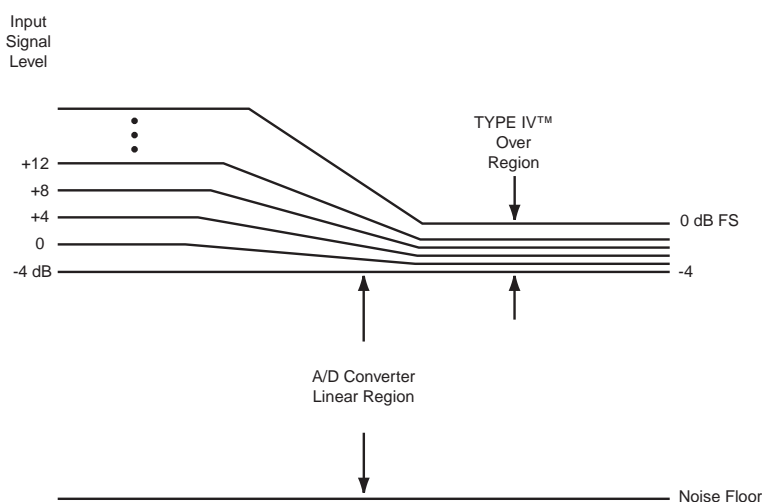 Input
Signal
Level
TYPE IV™
Over
Region
+12
+8
+4
0
-4 dB
0 dB FS
-4
A/D Converter
Linear Region
Noise Floor